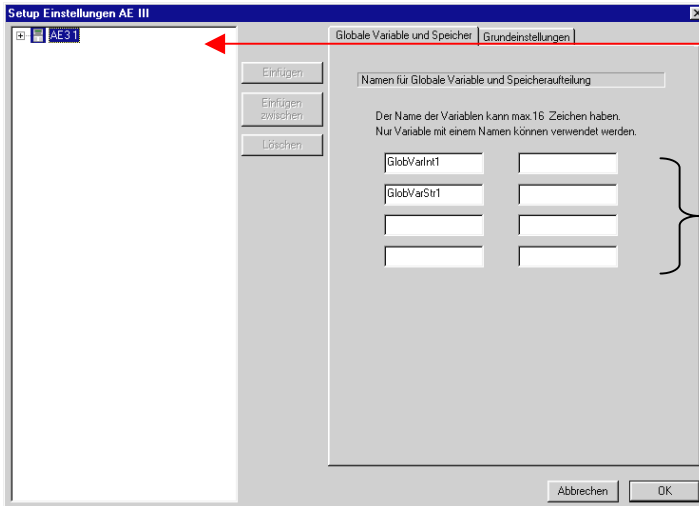 Setup Einstellungen AE III
AE3 1
Einfügen
Einfügen
zwischen
Löschen
Globale Variable und Speicher
Grundeinstellungen
Namen für Globale Variable und Speicheraufteilung
Der Name der Variablen kann max.16 Zeichen haben.
Nur Variable mit einem Namen können verwendet werden.
GlobVarInt1
GlobVarStr1
Abbrechen
OK